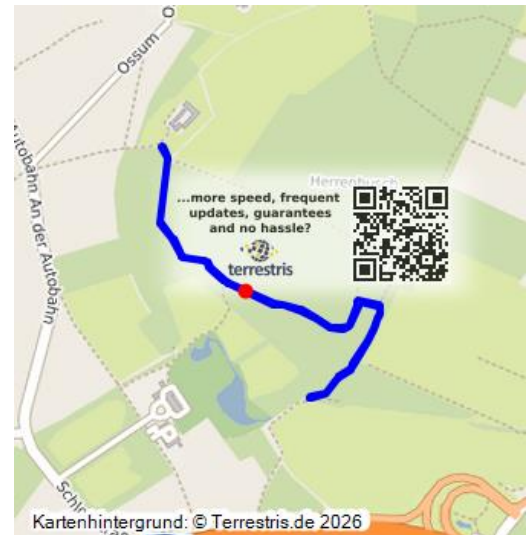 Ossum
O
Autobahn An der Autobahn
Herrenbusch
...more speed, frequent
updates, guarantees
and no hassle?
terrestris
Kartenhintergrund: © Terrestris.de 2026